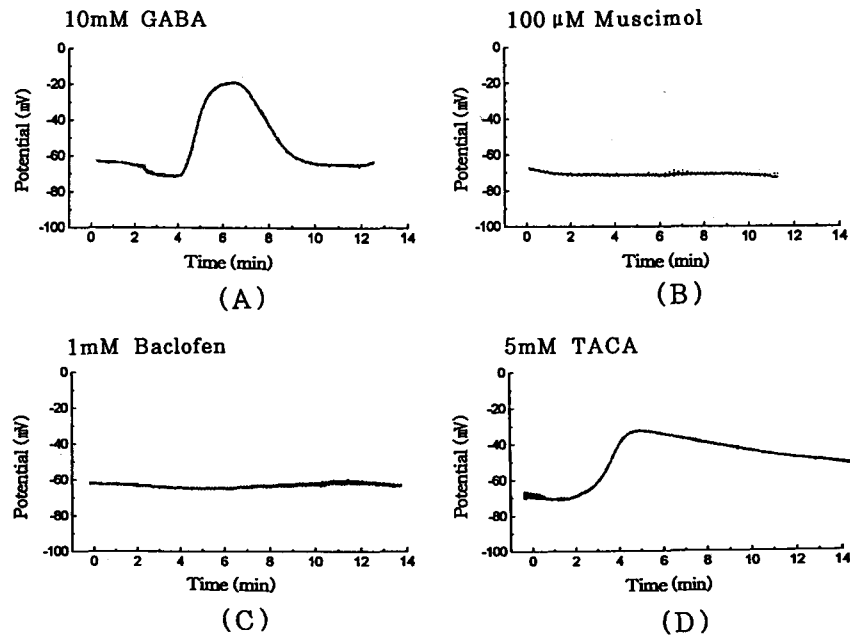 10mM GABA
0
-20
-40
-60
-80
-100
Potential (mV)
0 2 4 6 8 10 12 14
Time (min)
(A)
100 μM Muscimol
0
-20
-40
-60
-80
-100
Potential (mV)
0 2 4 6 8 10 12 14
Time (min)
(B)
1mM Baclofen
0
-20
-40
-60
-80
-100
Potential (mV)
0 2 4 6 8 10 12 14
Time (min)
(C)
5mM TACA
0
-20
-40
-60
-80
-100
Potential (mV)
0 2 4 6 8 10 12 14
Time (min)
(D)